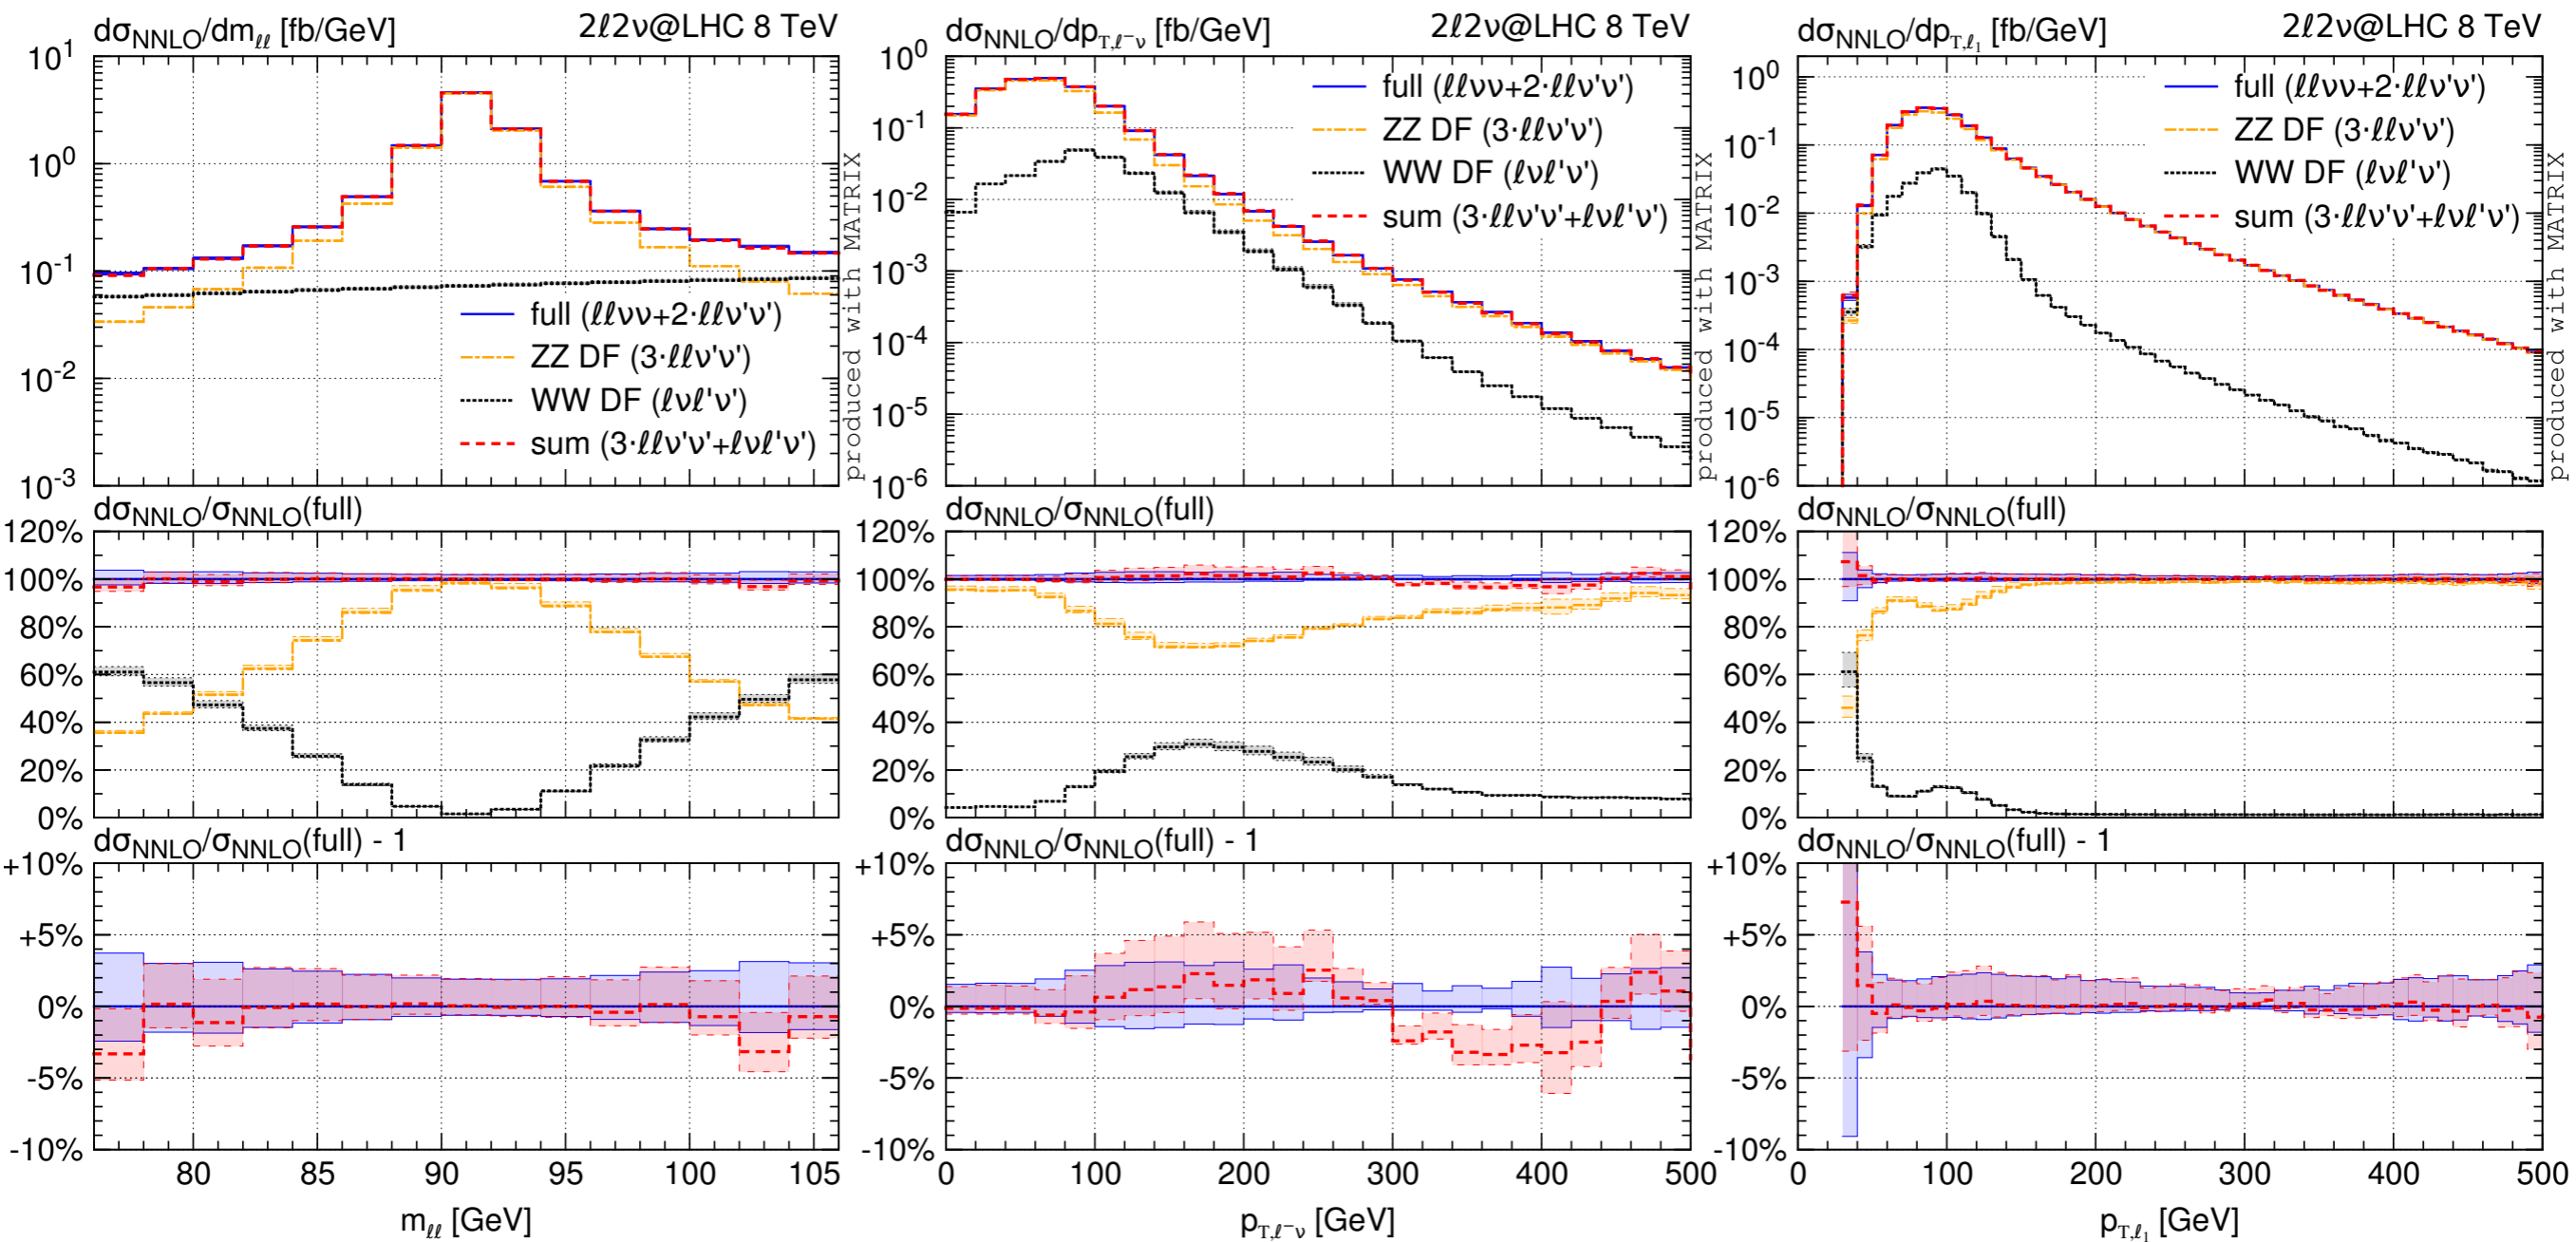 dσNNLO/dmℓℓ [fb/GeV] 2ℓ2ν@LHC 8 TeV
10^1
10^0
10^-1
10^-2
10^-3
full (ℓℓνν+2·ℓℓν'ν')
ZZ DF (3·ℓℓν'ν')
WW DF (ℓνℓ'ν')
sum (3·ℓℓν'ν'+ℓνℓ'ν')
produced with MATRIX
dσNNLO/σNNLO(full)
120%
100%
80%
60%
40%
20%
0%
dσNNLO/σNNLO(full) - 1
+10%
+5%
0%
-5%
-10%
80 85 90 95 100 105
mℓℓ [GeV]
dσNNLO/dpT,ℓ⁻ν [fb/GeV] 2ℓ2ν@LHC 8 TeV
10^0
10^-1
10^-2
10^-3
10^-4
10^-5
10^-6
full (ℓℓνν+2·ℓℓν'ν')
ZZ DF (3·ℓℓν'ν')
WW DF (ℓνℓ'ν')
sum (3·ℓℓν'ν'+ℓνℓ'ν')
produced with MATRIX
dσNNLO/σNNLO(full)
120%
100%
80%
60%
40%
20%
0%
dσNNLO/σNNLO(full) - 1
+10%
+5%
0%
-5%
-10%
0 100 200 300 400 500
pT,ℓ⁻ν [GeV]
dσNNLO/dpT,ℓ1 [fb/GeV] 2ℓ2ν@LHC 8 TeV
10^0
10^-1
10^-2
10^-3
10^-4
10^-5
10^-6
full (ℓℓνν+2·ℓℓν'ν')
ZZ DF (3·ℓℓν'ν')
WW DF (ℓνℓ'ν')
sum (3·ℓℓν'ν'+ℓνℓ'ν')
produced with MATRIX
dσNNLO/σNNLO(full)
120%
100%
80%
60%
40%
20%
0%
dσNNLO/σNNLO(full) - 1
+10%
+5%
0%
-5%
-10%
0 100 200 300 400 500
pT,ℓ1 [GeV]